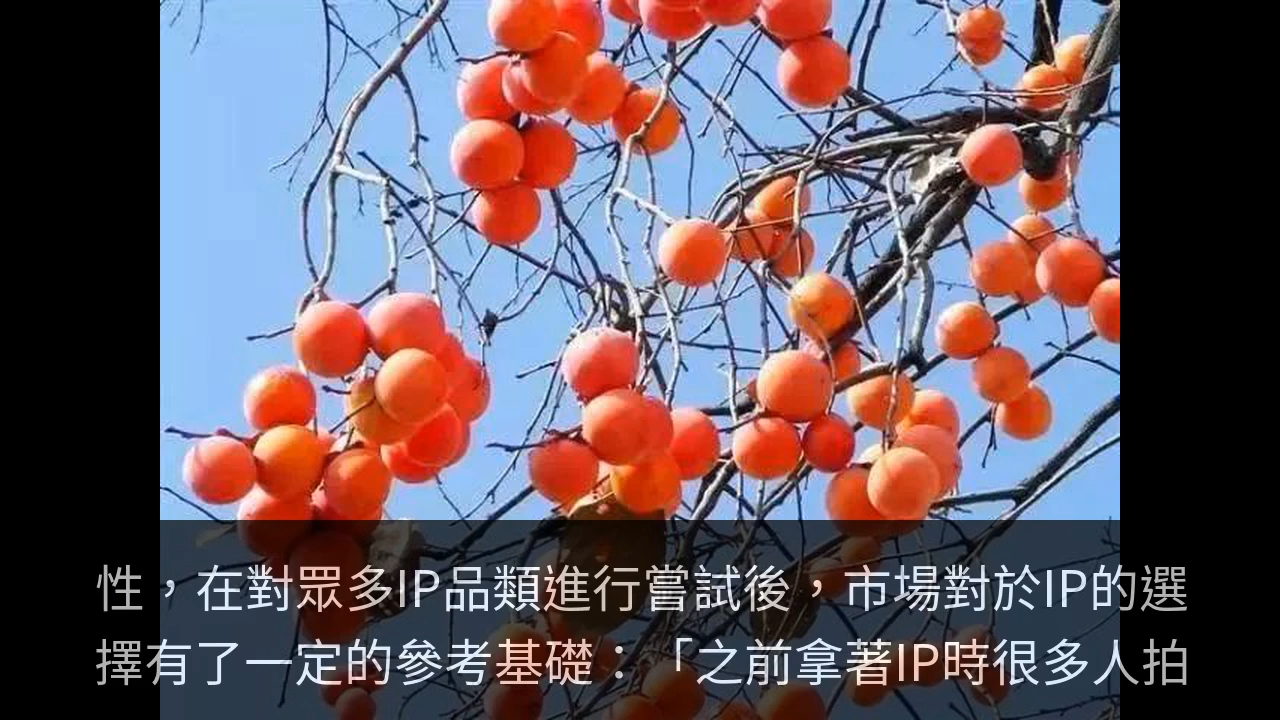 性，在對眾多IP品類進行嘗試後，市場對於IP的選
擇有了一定的參考基礎：「之前拿著IP時很多人拍